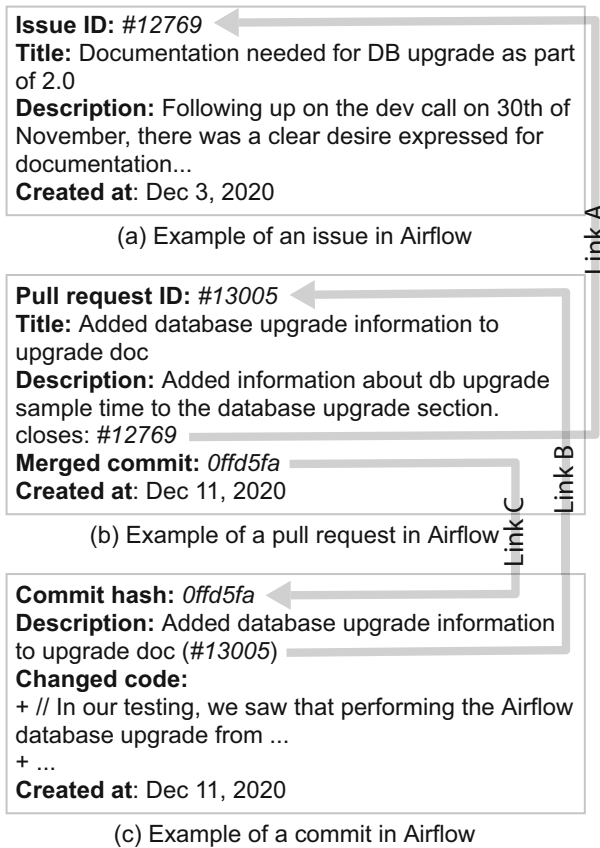 Issue ID: #12769
Title: Documentation needed for DB upgrade as part
of 2.0
Description: Following up on the dev call on 30th of
November, there was a clear desire expressed for
documentation...
Created at: Dec 3, 2020
(a) Example of an issue in Airflow
Link A
Pull request ID: #13005
Title: Added database upgrade information to
upgrade doc
Description: Added information about db upgrade
sample time to the database upgrade section.
closes: #12769
Merged commit: 0ffd5fa
Created at: Dec 11, 2020
(b) Example of a pull request in Airflow
Link B
Link C
Commit hash: 0ffd5fa
Description: Added database upgrade information
to upgrade doc (#13005)
Changed code:
+ // In our testing, we saw that performing the Airflow
database upgrade from ...
+ ...
Created at: Dec 11, 2020
(c) Example of a commit in Airflow